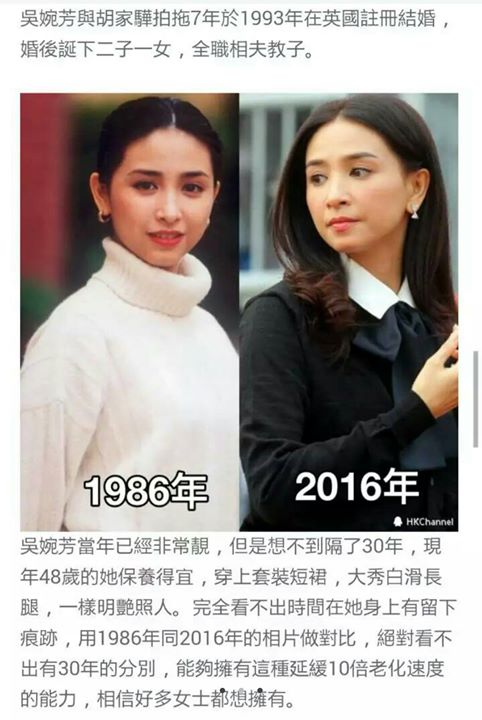 吳婉芳與胡家驊拍拖7年於1993年在英國註冊結婚，
婚後誕下二子一女，全職相夫教子。
1986年
2016年
HKChannel
吳婉芳當年已經非常靚，但是想不到隔了30年，現
年48歲的她保養得宜，穿上套裝短裙，大秀白滑長
腿，一樣明艷照人。完全看不出時間在她身上有留下
痕跡，用1986年同2016年的相片做對比，絕對看不
出有30年的分別，能夠擁有這種延緩10倍老化速度
的能力，相信好多女士都想擁有。